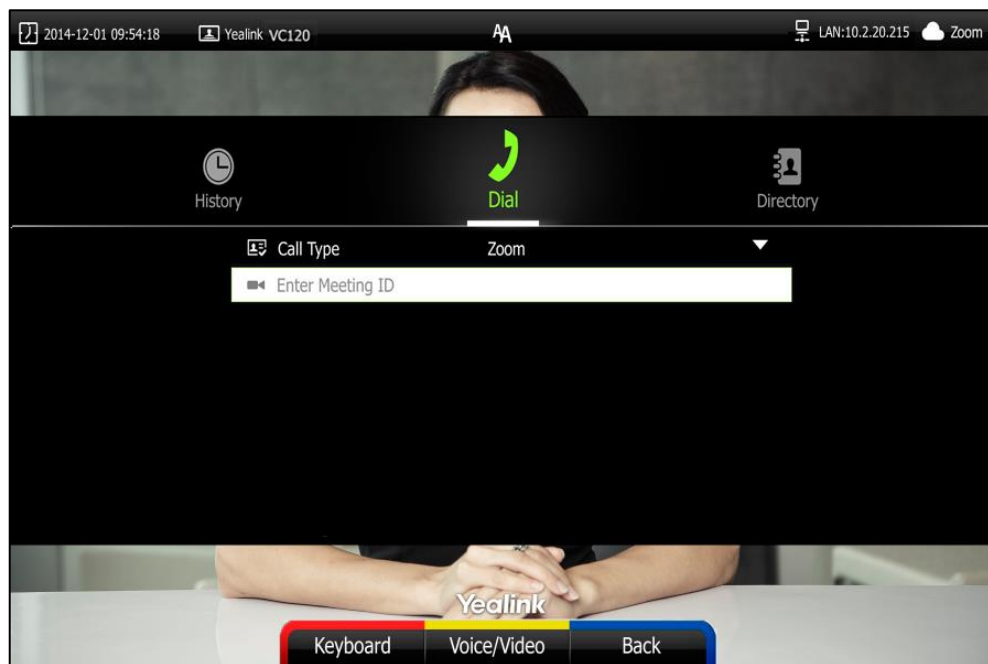 2014-12-01 09:54:18 Yealink VC120 AA LAN:10.2.20.215 Zoom
History Dial Directory
Call Type Zoom
Enter Meeting ID
Yealink
Keyboard Voice/Video Back